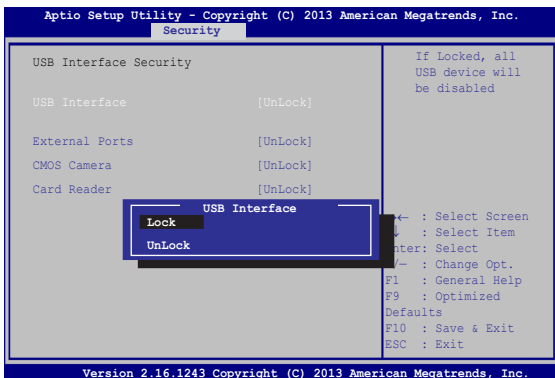 Aptio Setup Utility - Copyright (C) 2013 American Megatrends, Inc.
Security
USB Interface Security
USB Interface [UnLock]
External Ports [UnLock]
CMOS Camera [UnLock]
Card Reader [UnLock]
USB Interface
Lock
UnLock
If Locked, all
USB device will
be disabled
←  : Select Screen
↓  : Select Item
nter: Select
/—  : Change Opt.
F1  : General Help
F9  : Optimized
Defaults
F10 : Save & Exit
ESC : Exit
Version 2.16.1243 Copyright (C) 2013 American Megatrends, Inc.